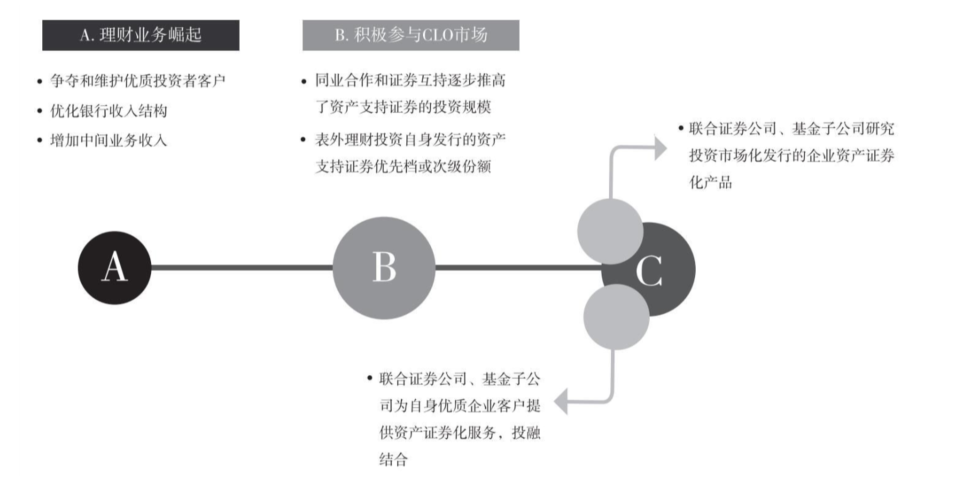 A. 理财业务崛起
• 争夺和维护优质投资者客户
• 优化银行收入结构
• 增加中间业务收入
B. 积极参与CLO市场
• 同业合作和证券互持逐步推高
了资产支持证券的投资规模
• 表外理财投资自身发行的资产
支持证券优先档或次级份额
• 联合证券公司、基金子公司研究
投资市场化发行的企业资产证券
化产品
A
B
C
• 联合证券公司、基金子公
司为自身优质企业客户提
供资产证券化服务，投融
结合